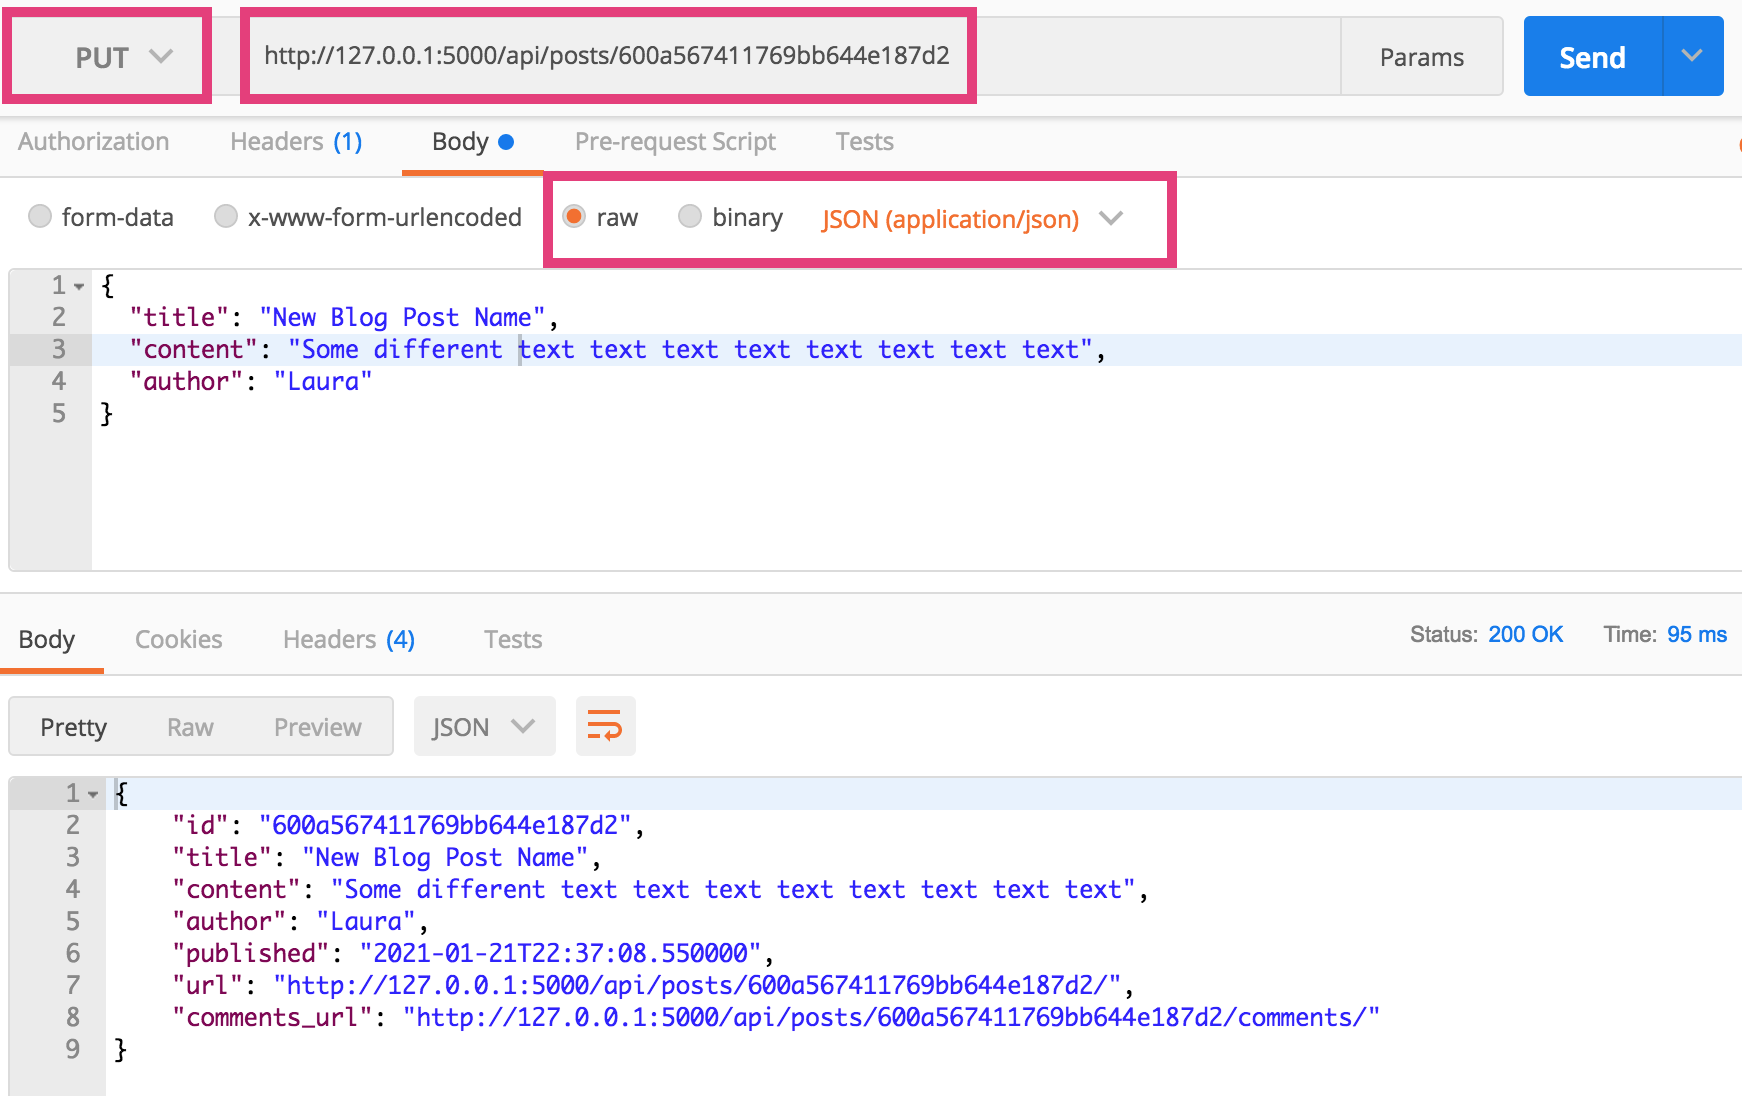 PUT http://127.0.0.1:5000/api/posts/600a567411769bb644e187d2 Params Send
Authorization Headers (1) Body Pre-request Script Tests
form-data x-www-form-urlencoded raw binary JSON (application/json)
1 {
2 "title": "New Blog Post Name",
3 "content": "Some different text text text text text text text text",
4 "author": "Laura"
5 }
Body Cookies Headers (4) Tests Status: 200 OK Time: 95 ms
Pretty Raw Preview JSON
1 {
2 "id": "600a567411769bb644e187d2",
3 "title": "New Blog Post Name",
4 "content": "Some different text text text text text text text text",
5 "author": "Laura",
6 "published": "2021-01-21T22:37:08.550000",
7 "url": "http://127.0.0.1:5000/api/posts/600a567411769bb644e187d2/",
8 "comments_url": "http://127.0.0.1:5000/api/posts/600a567411769bb644e187d2/comments/"
9 }